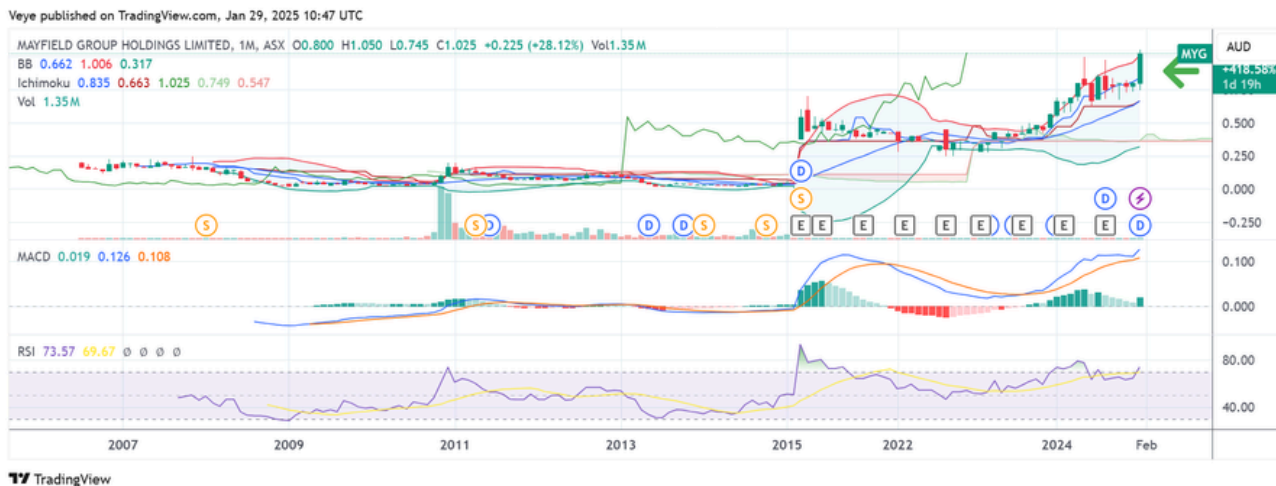 Veye published on TradingView.com, Jan 29, 2025 10:47 UTC
MAYFIELD GROUP HOLDINGS LIMITED, 1M, ASX O0.800 H1.050 L0.745 C1.025 +0.225 (+28.12%) Vol1.35M
BB 0.662 1.006 0.317
Ichimoku 0.835 0.663 1.025 0.749 0.547
Vol 1.35M
AUD
MYG
+418.58%
1d 19h
0.500
0.250
0.000
−0.250
S S D D D S S D S E E E E E E E E E D D
MACD 0.019 0.126 0.108
0.100
0.000
RSI 73.57 69.67 Ø Ø Ø Ø
80.00
40.00
2007 2009 2011 2013 2015 2022 2024 Feb
TradingView